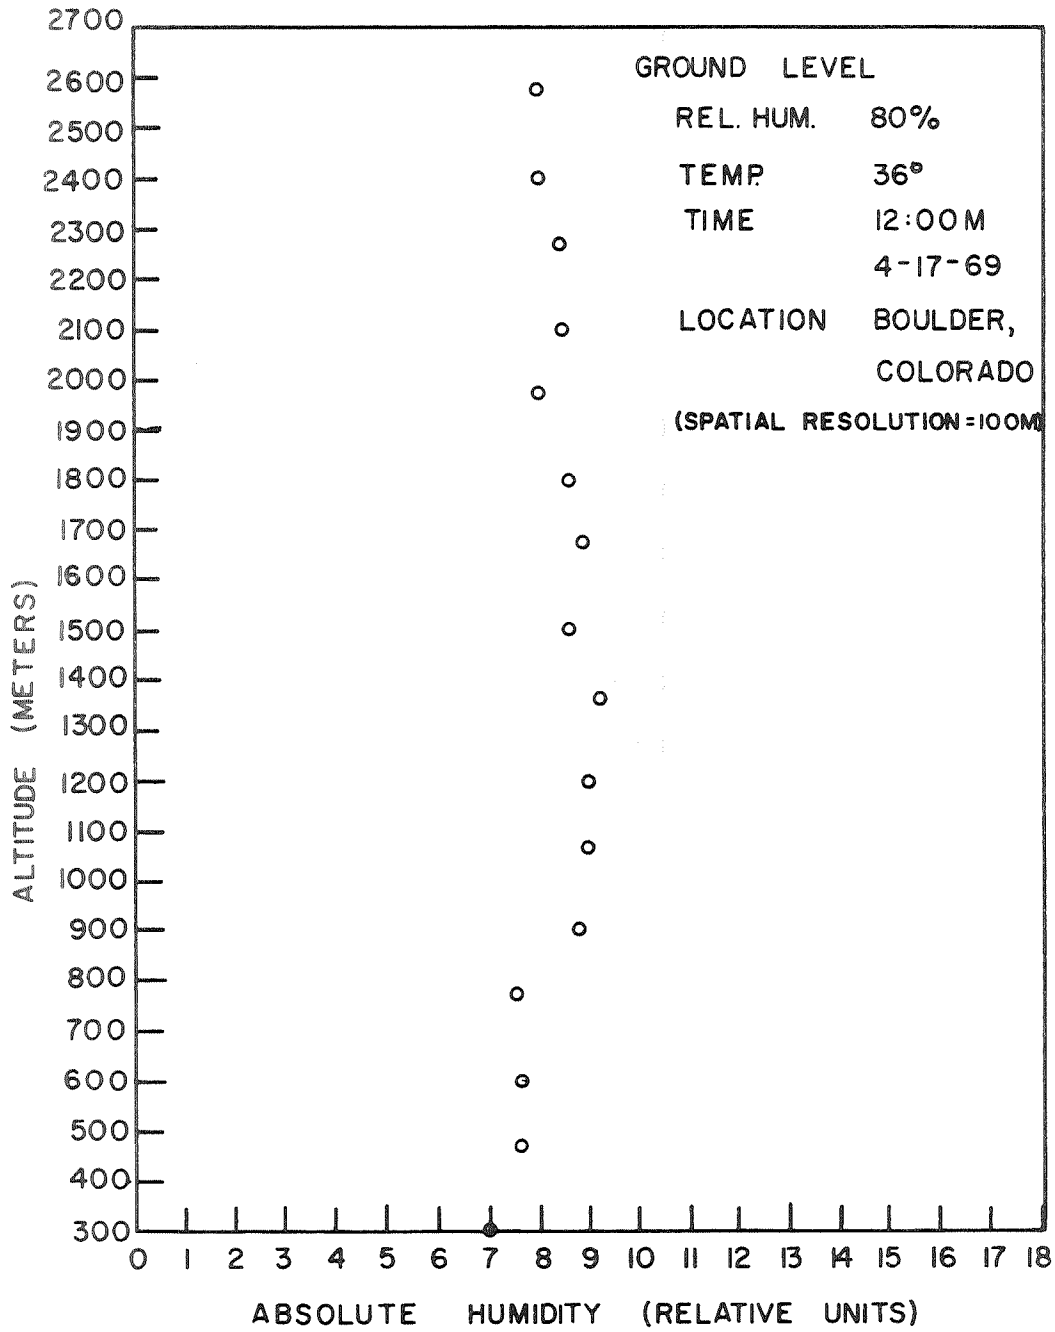 2700
2600
2500
2400
2300
2200
2100
2000
1900
1800
1700
1600
1500
1400
1300
1200
1100
1000
900
800
700
600
500
400
300
ALTITUDE (METERS)
GROUND LEVEL
REL. HUM. 80%
TEMP. 36°
TIME 12:00 M
4-17-69
LOCATION BOULDER,
COLORADO
(SPATIAL RESOLUTION = 100M)
0 1 2 3 4 5 6 7 8 9 10 11 12 13 14 15 16 17 18
ABSOLUTE HUMIDITY (RELATIVE UNITS)